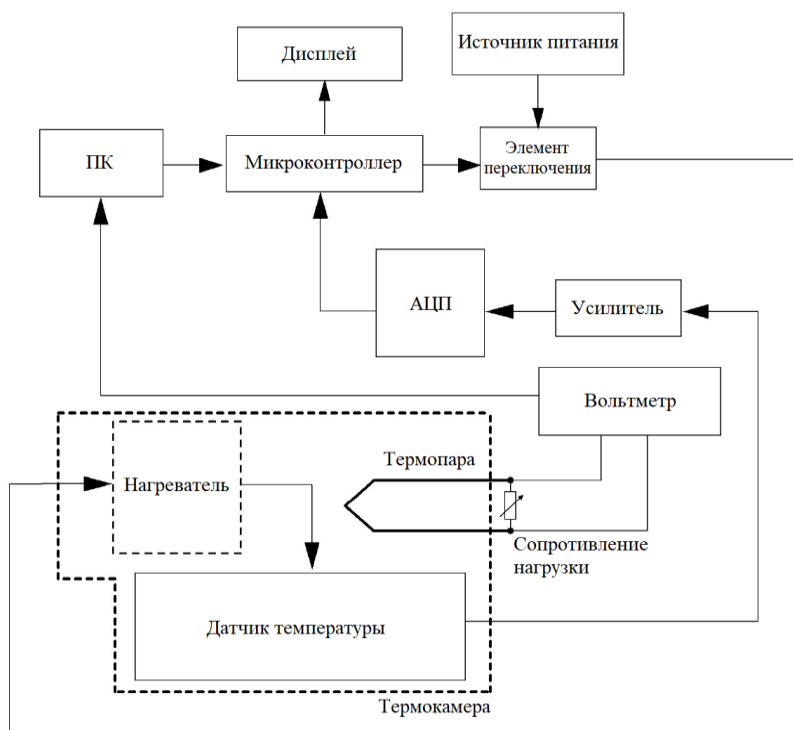 Источник питания
Дисплей
ПК
Микроконтроллер
Элемент
переключения
АЦП
Усилитель
Вольтметр
Термопара
Нагреватель
Сопротивление
нагрузки
Датчик температуры
Термокамера